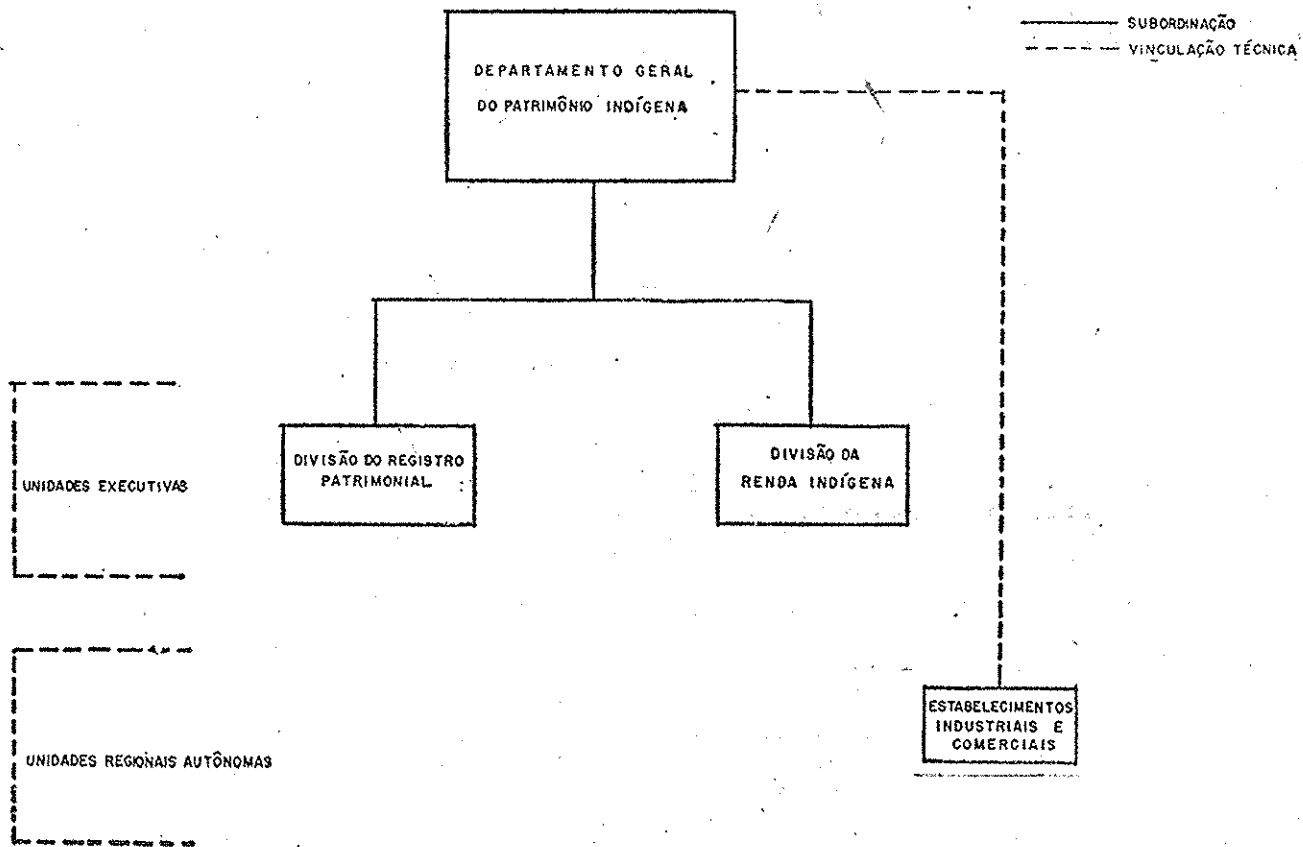 SUBORDINAÇÃO
VINCULAÇÃO TÉCNICA
DEPARTAMENTO GERAL
DO PATRIMÔNIO INDÍGENA
UNIDADES EXECUTIVAS
DIVISÃO DO REGISTRO
PATRIMONIAL
DIVISÃO DA
RENDA INDÍGENA
UNIDADES REGIONAIS AUTÔNOMAS
ESTABELECIMENTOS
INDUSTRIAIS E
COMERCIAIS